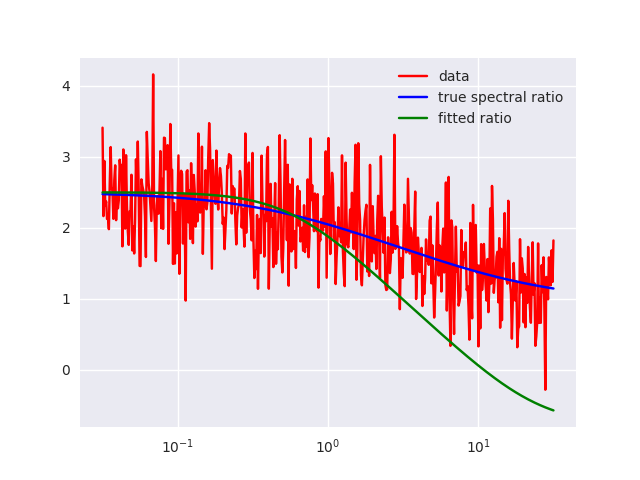 data
true spectral ratio
fitted ratio
4
3
2
1
0
10⁻¹ 10⁰ 10¹